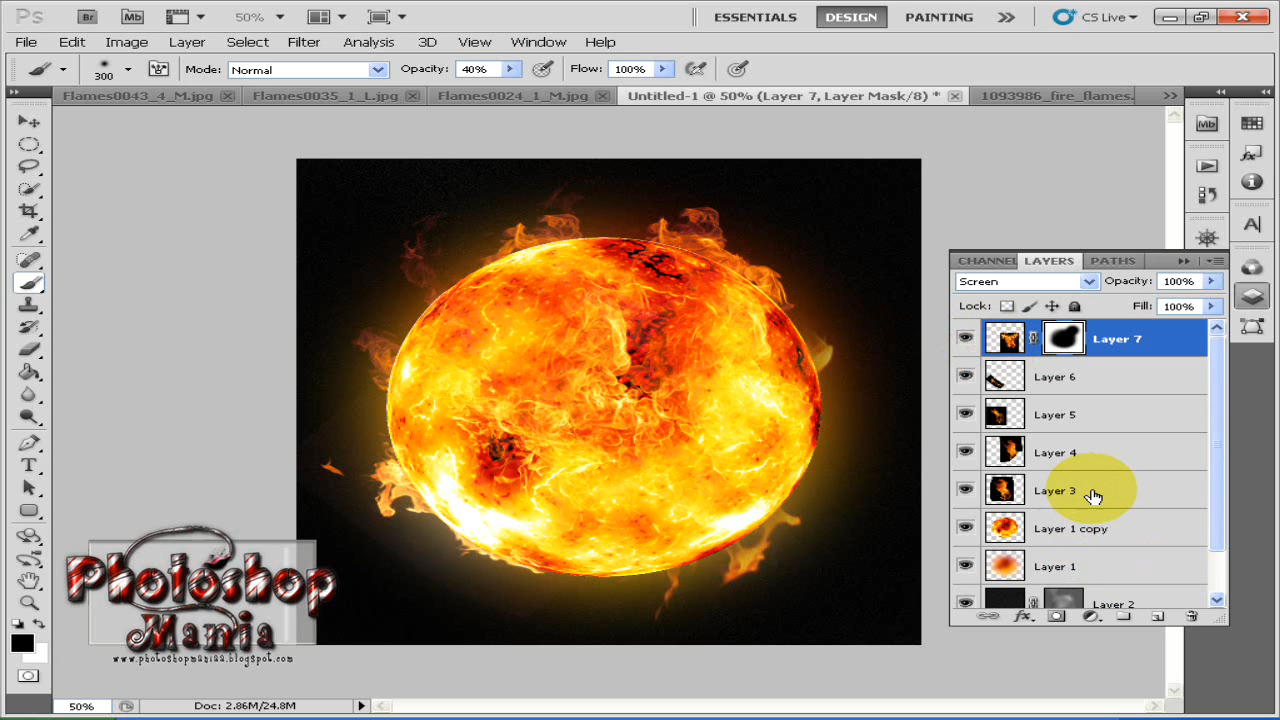 Ps Br Mb 50% ESSENTIALS DESIGN PAINTING CS Live
File Edit Image Layer Select Filter Analysis 3D View Window Help
300 Mode: Normal Opacity: 40% Flow: 100%
Flames0043_4_M.jpg Flames0035_1_L.jpg Flames0024_1_M.jpg Untitled-1 @ 50% (Layer 7, Layer Mask/8) * 1093986_fire_flames.
Mb
CHANNEL LAYERS PATHS
Screen Opacity: 100%
Lock: Fill: 100%
Layer 7
Layer 6
Layer 5
Layer 4
Layer 3
Layer 1 copy
Layer 1
Layer 2
Photoshop
Mania
www.photoshopmaniaa.blogspot.com
50% Doc: 2.86M/24.8M